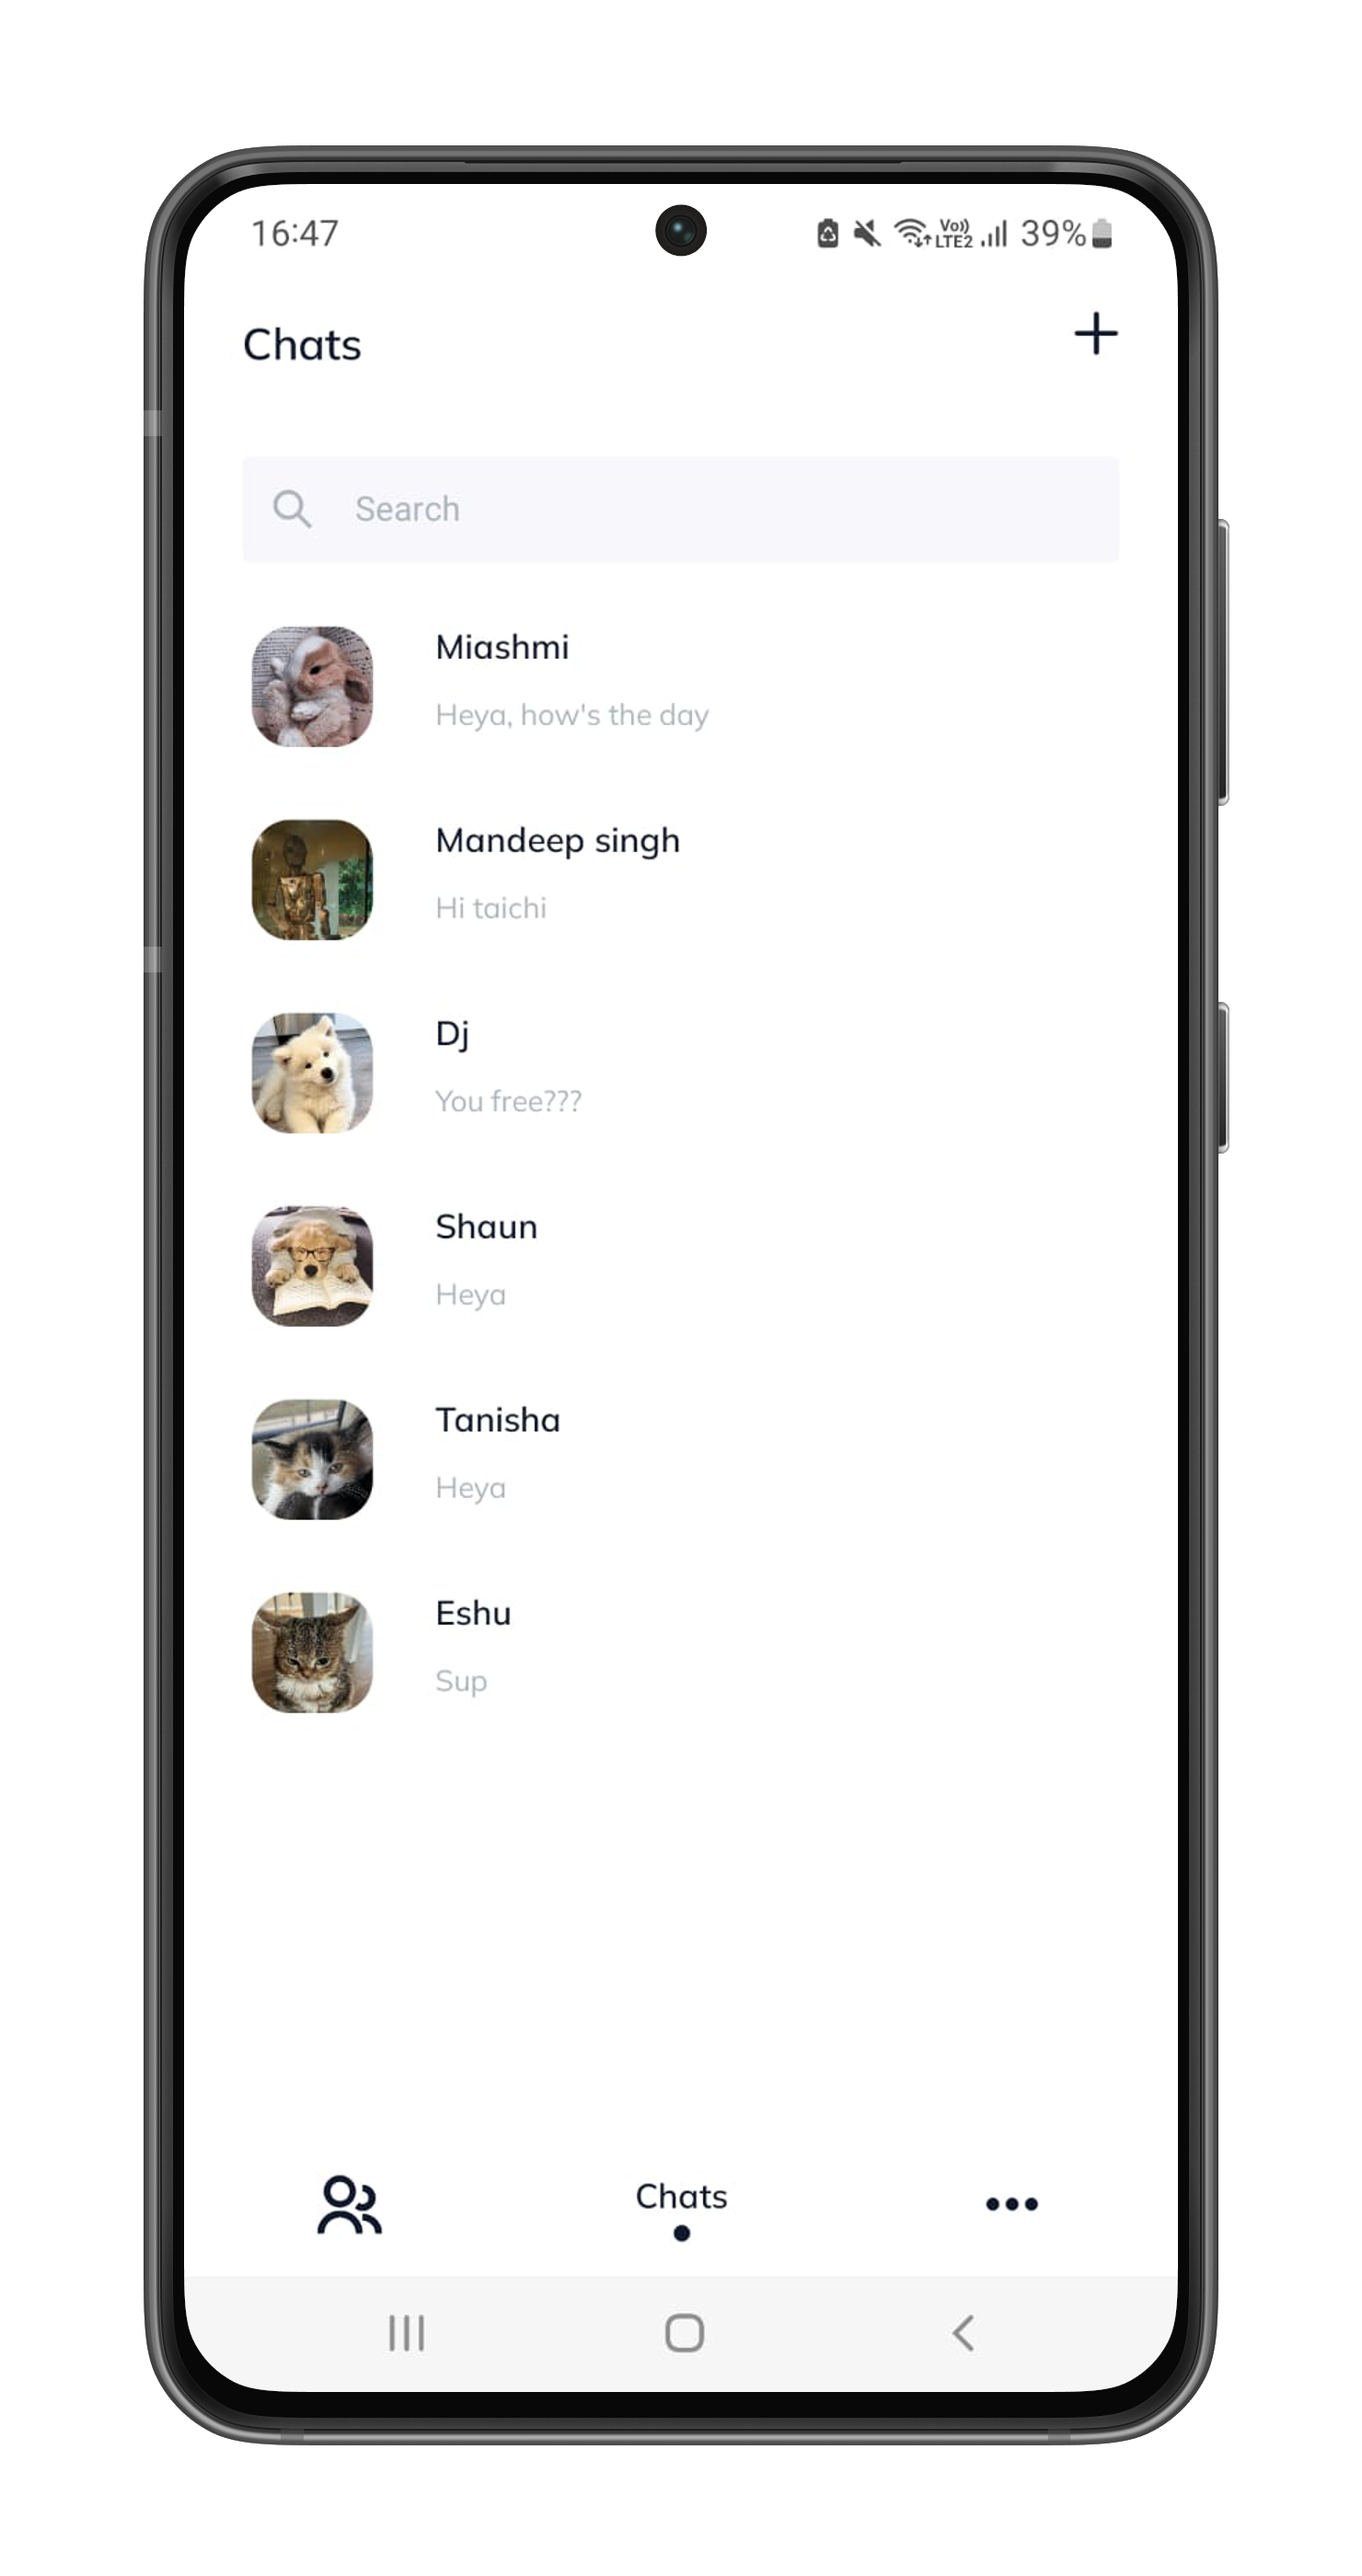 16:47 Vo)) LTE2 39%
Chats
Search
Miashmi
Heya, how's the day
Mandeep singh
Hi taichi
Dj
You free???
Shaun
Heya
Tanisha
Heya
Eshu
Sup
Chats